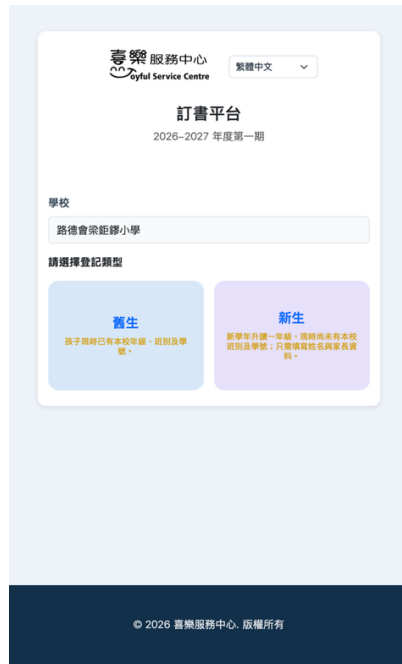 喜樂服務中心
Joyful Service Centre
繁體中文
訂書平台
2026–2027 年度第一期
學校
路德會梁鉅鏐小學
請選擇登記類型
舊生
孩子現時已有本校年級、班別及學
號。
新生
新學年升讀一年級，現時尚未有本校
班別及學號；只需填寫姓名與家長資
料。
© 2026 喜樂服務中心. 版權所有